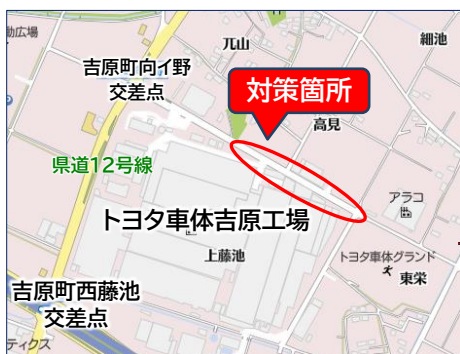 動広場
兀山
細池
吉原町向イ野
交差点
対策箇所
高見
県道12号線
アラコ
トヨタ車体吉原工場
上藤池
トヨタ車体グランド
東栄
吉原町西藤池
交差点
ティクス